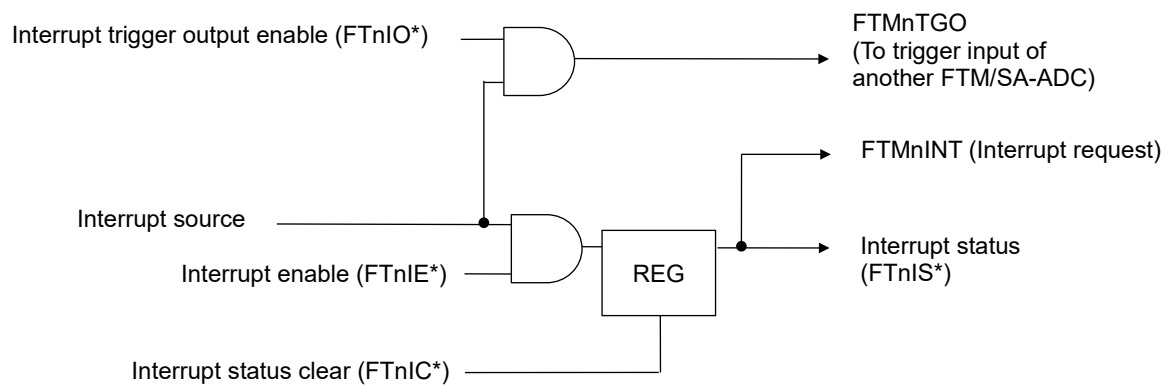 Interrupt trigger output enable (FTnIO*)
FTMnTGO
(To trigger input of
another FTM/SA-ADC)
FTMnINT (Interrupt request)
Interrupt source
Interrupt status
(FTnIS*)
Interrupt enable (FTnIE*)
REG
Interrupt status clear (FTnIC*)